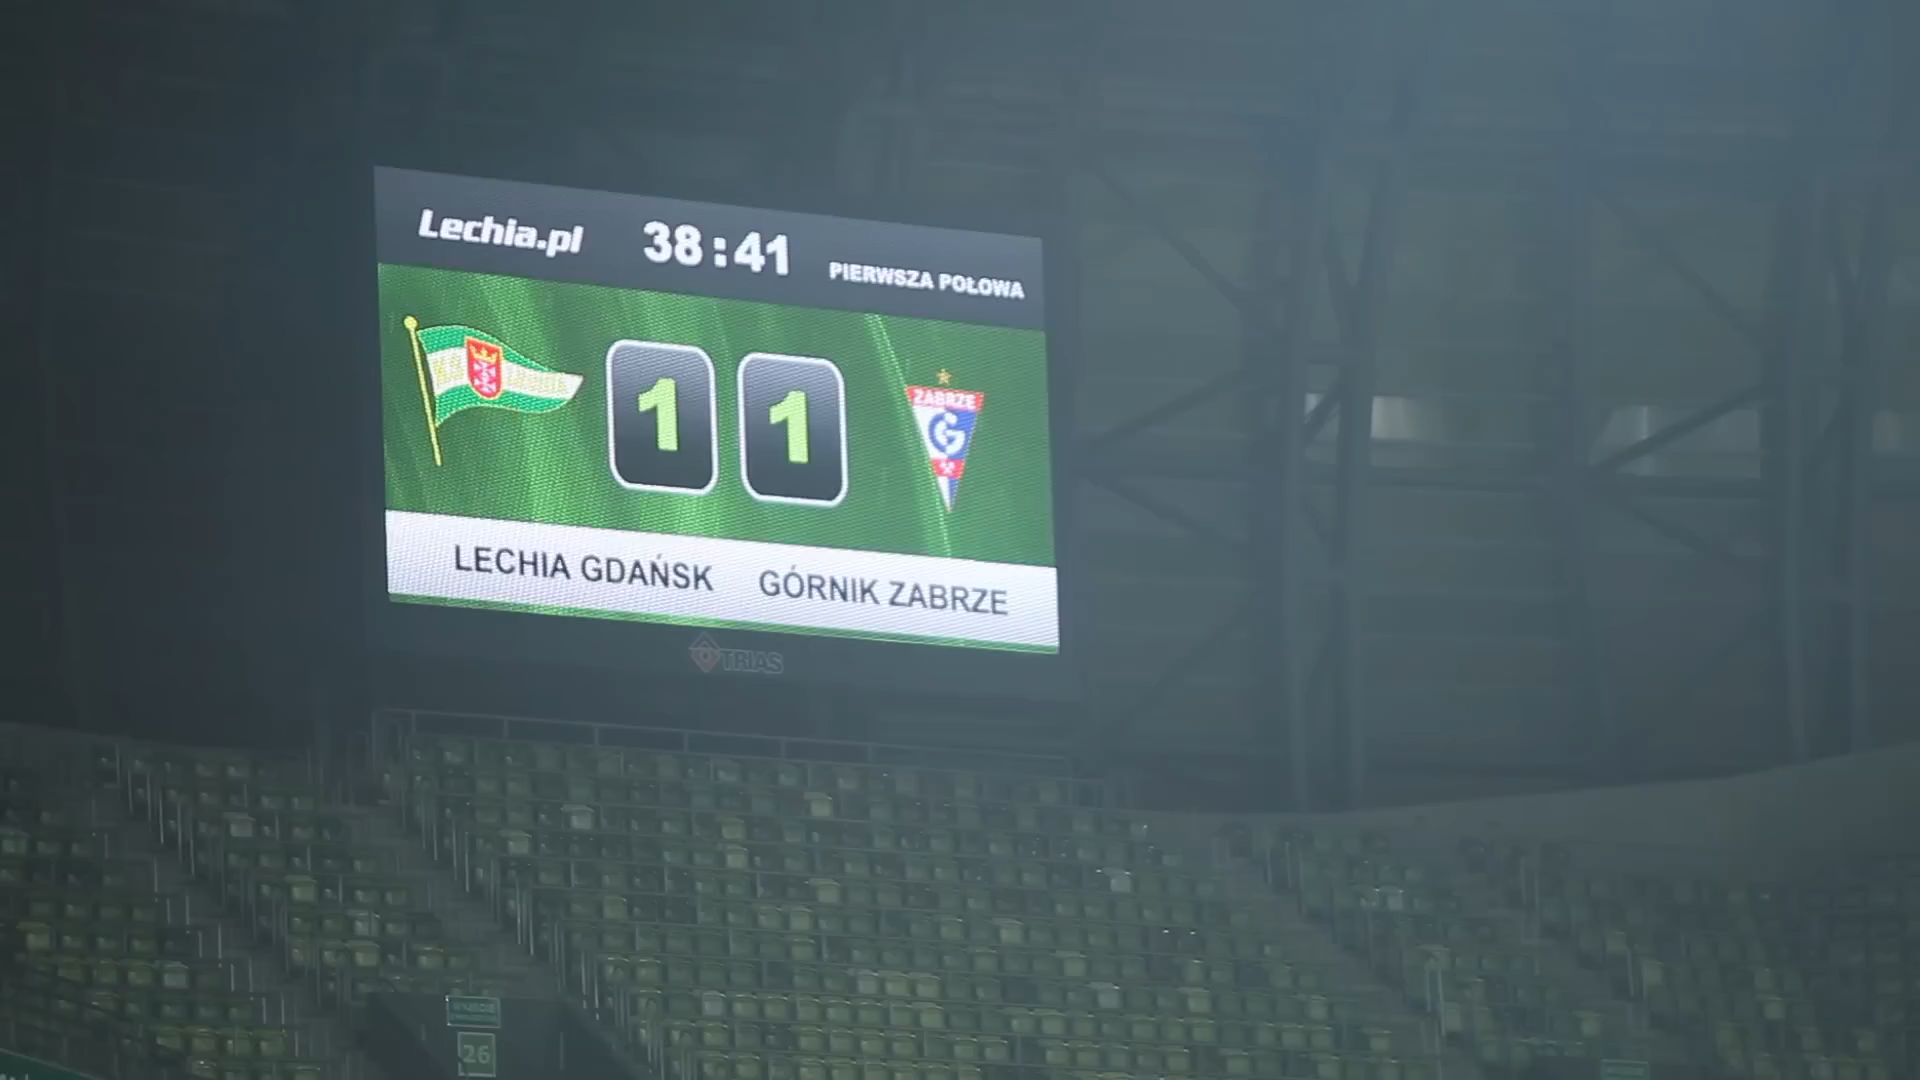 Lechia.pl 38:41 PIERWSZA POŁOWA
1 1
ZABRZE
G
LECHIA GDAŃSK GÓRNIK ZABRZE
TRIAS
26